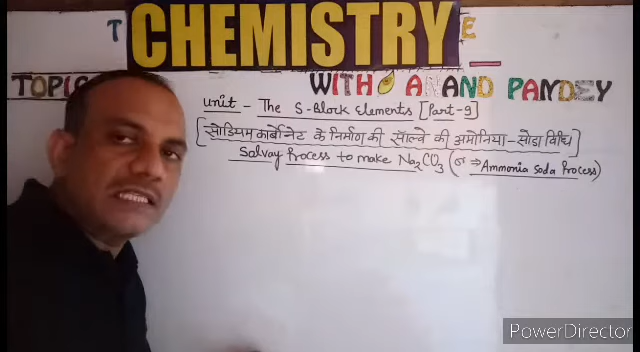 T CHEMISTRY E
TOPIC WITH ANAND PANDEY
Unit - The S-Block Elements [Part-9]
[सोडियम कार्बोनेट के निर्माण की सॉल्वे की अमोनिया-सोडा विधि]
Solvay Process to make Na₂CO₃ (or ⇒ Ammonia Soda Process)
PowerDirector